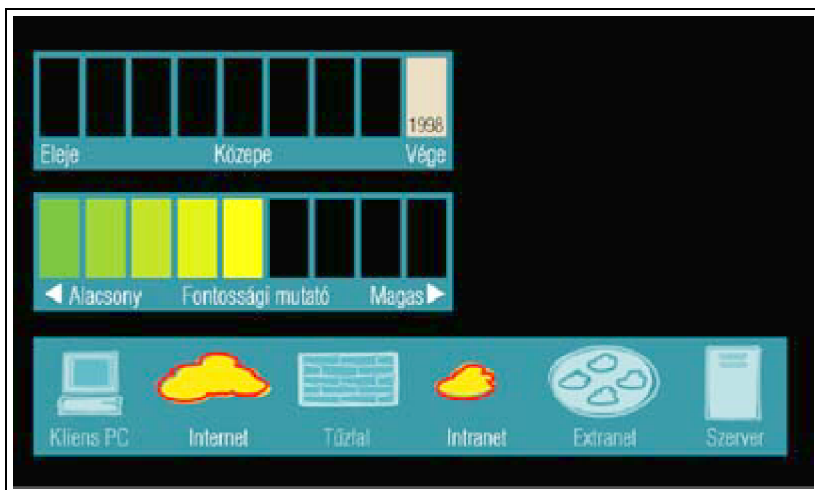 1998
Eleje Közepe Vége
Alacsony Fontossági mutató Magas
Kliens PC Internet Tűzfal Intranet Extranet Szerver